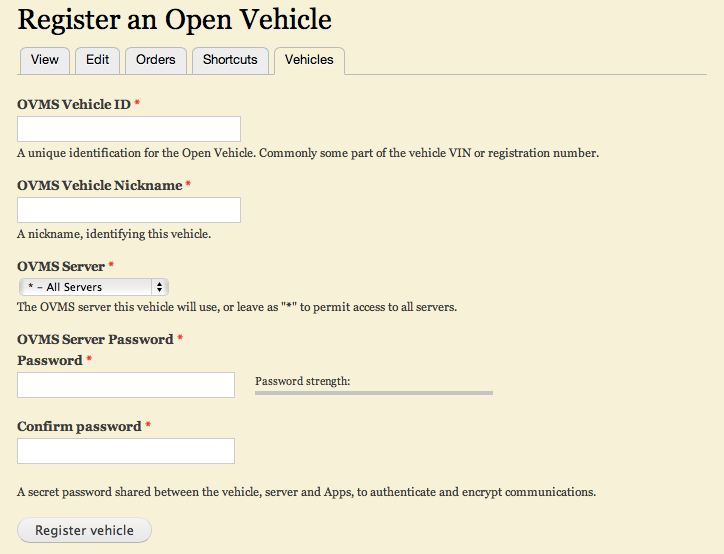 Register an Open Vehicle
View Edit Orders Shortcuts Vehicles
OVMS Vehicle ID *
A unique identification for the Open Vehicle. Commonly some part of the vehicle VIN or registration number.
OVMS Vehicle Nickname *
A nickname, identifying this vehicle.
OVMS Server *
* - All Servers
The OVMS server this vehicle will use, or leave as "*" to permit access to all servers.
OVMS Server Password *
Password *
Password strength:
Confirm password *
A secret password shared between the vehicle, server and Apps, to authenticate and encrypt communications.
Register vehicle